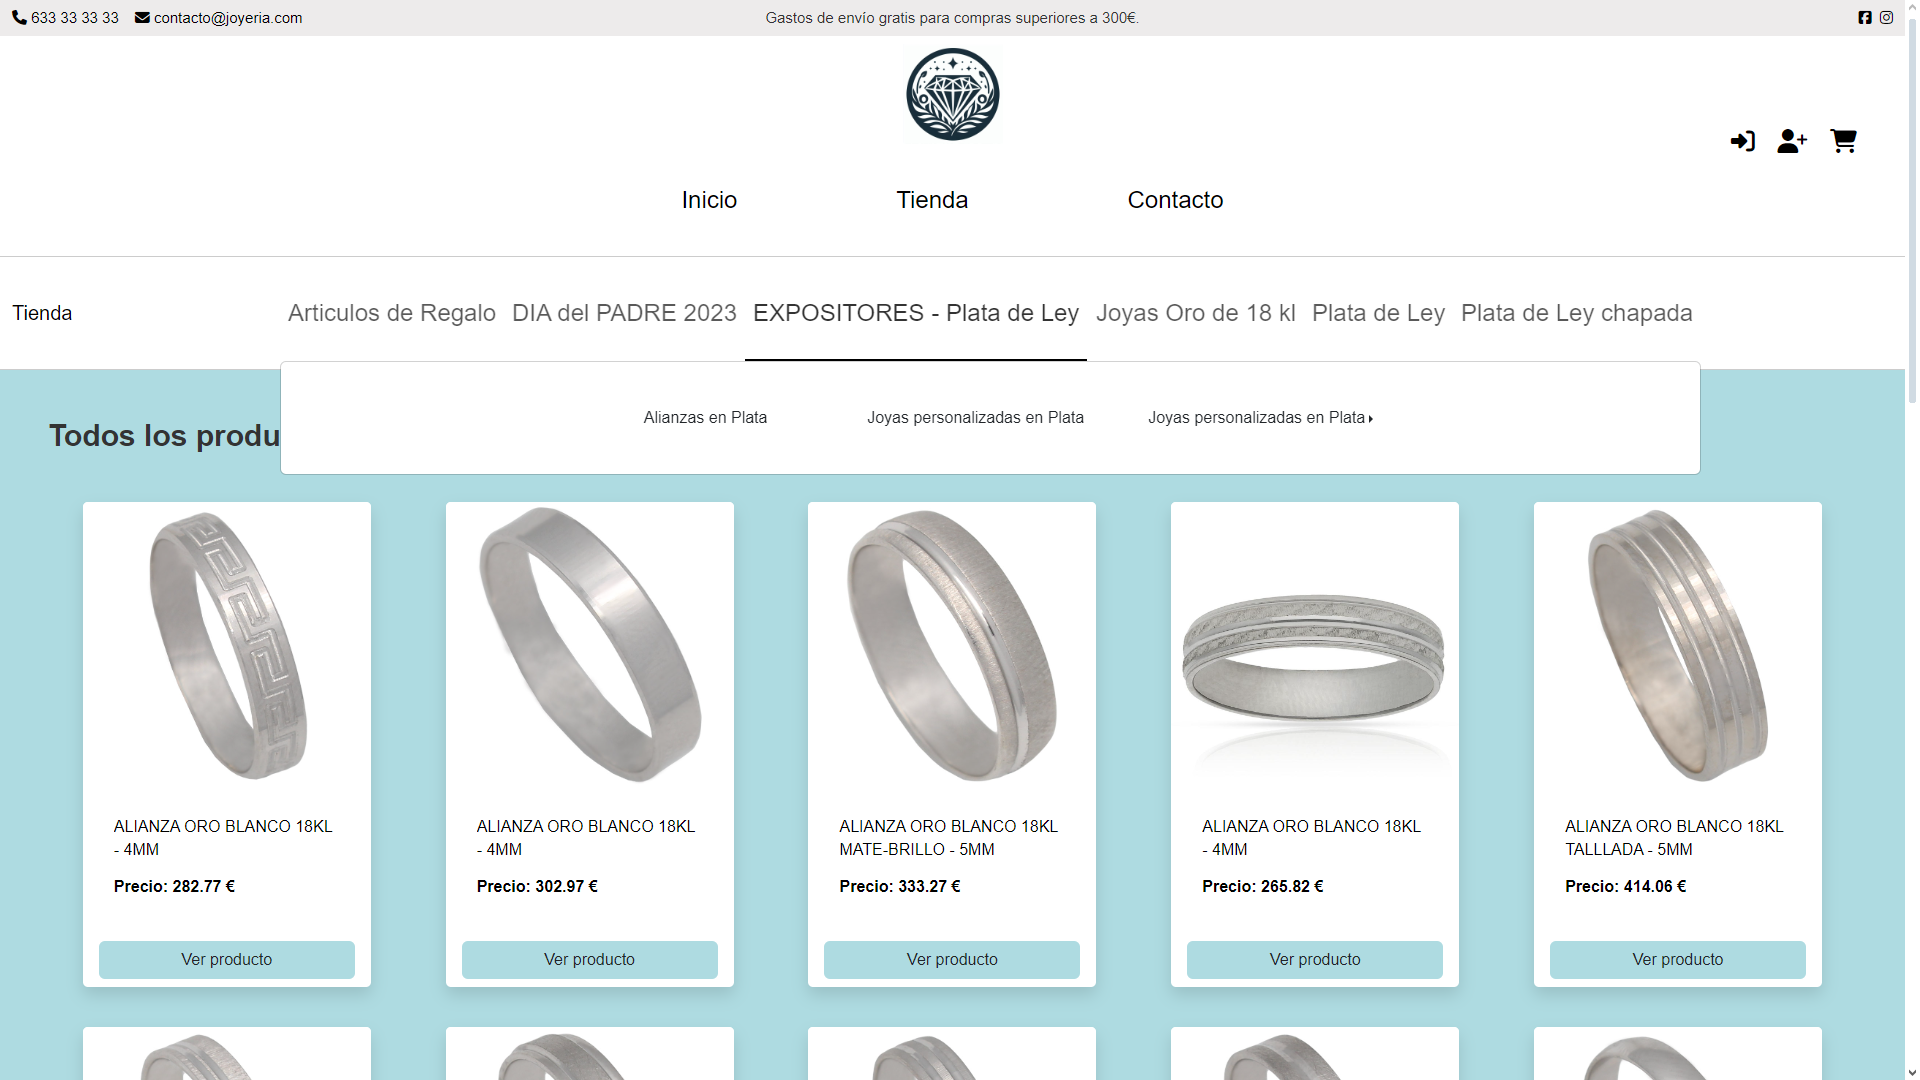 633 33 33 33 contacto@joyeria.com Gastos de envío gratis para compras superiores a 300€.
Inicio Tienda Contacto
Tienda Articulos de Regalo DIA del PADRE 2023 EXPOSITORES - Plata de Ley Joyas Oro de 18 kl Plata de Ley Plata de Ley chapada
Alianzas en Plata Joyas personalizadas en Plata Joyas personalizadas en Plata
Todos los produ
ALIANZA ORO BLANCO 18KL
- 4MM
Precio: 282.77 €
Ver producto
ALIANZA ORO BLANCO 18KL
- 4MM
Precio: 302.97 €
Ver producto
ALIANZA ORO BLANCO 18KL
MATE-BRILLO - 5MM
Precio: 333.27 €
Ver producto
ALIANZA ORO BLANCO 18KL
- 4MM
Precio: 265.82 €
Ver producto
ALIANZA ORO BLANCO 18KL
TALLLADA - 5MM
Precio: 414.06 €
Ver producto